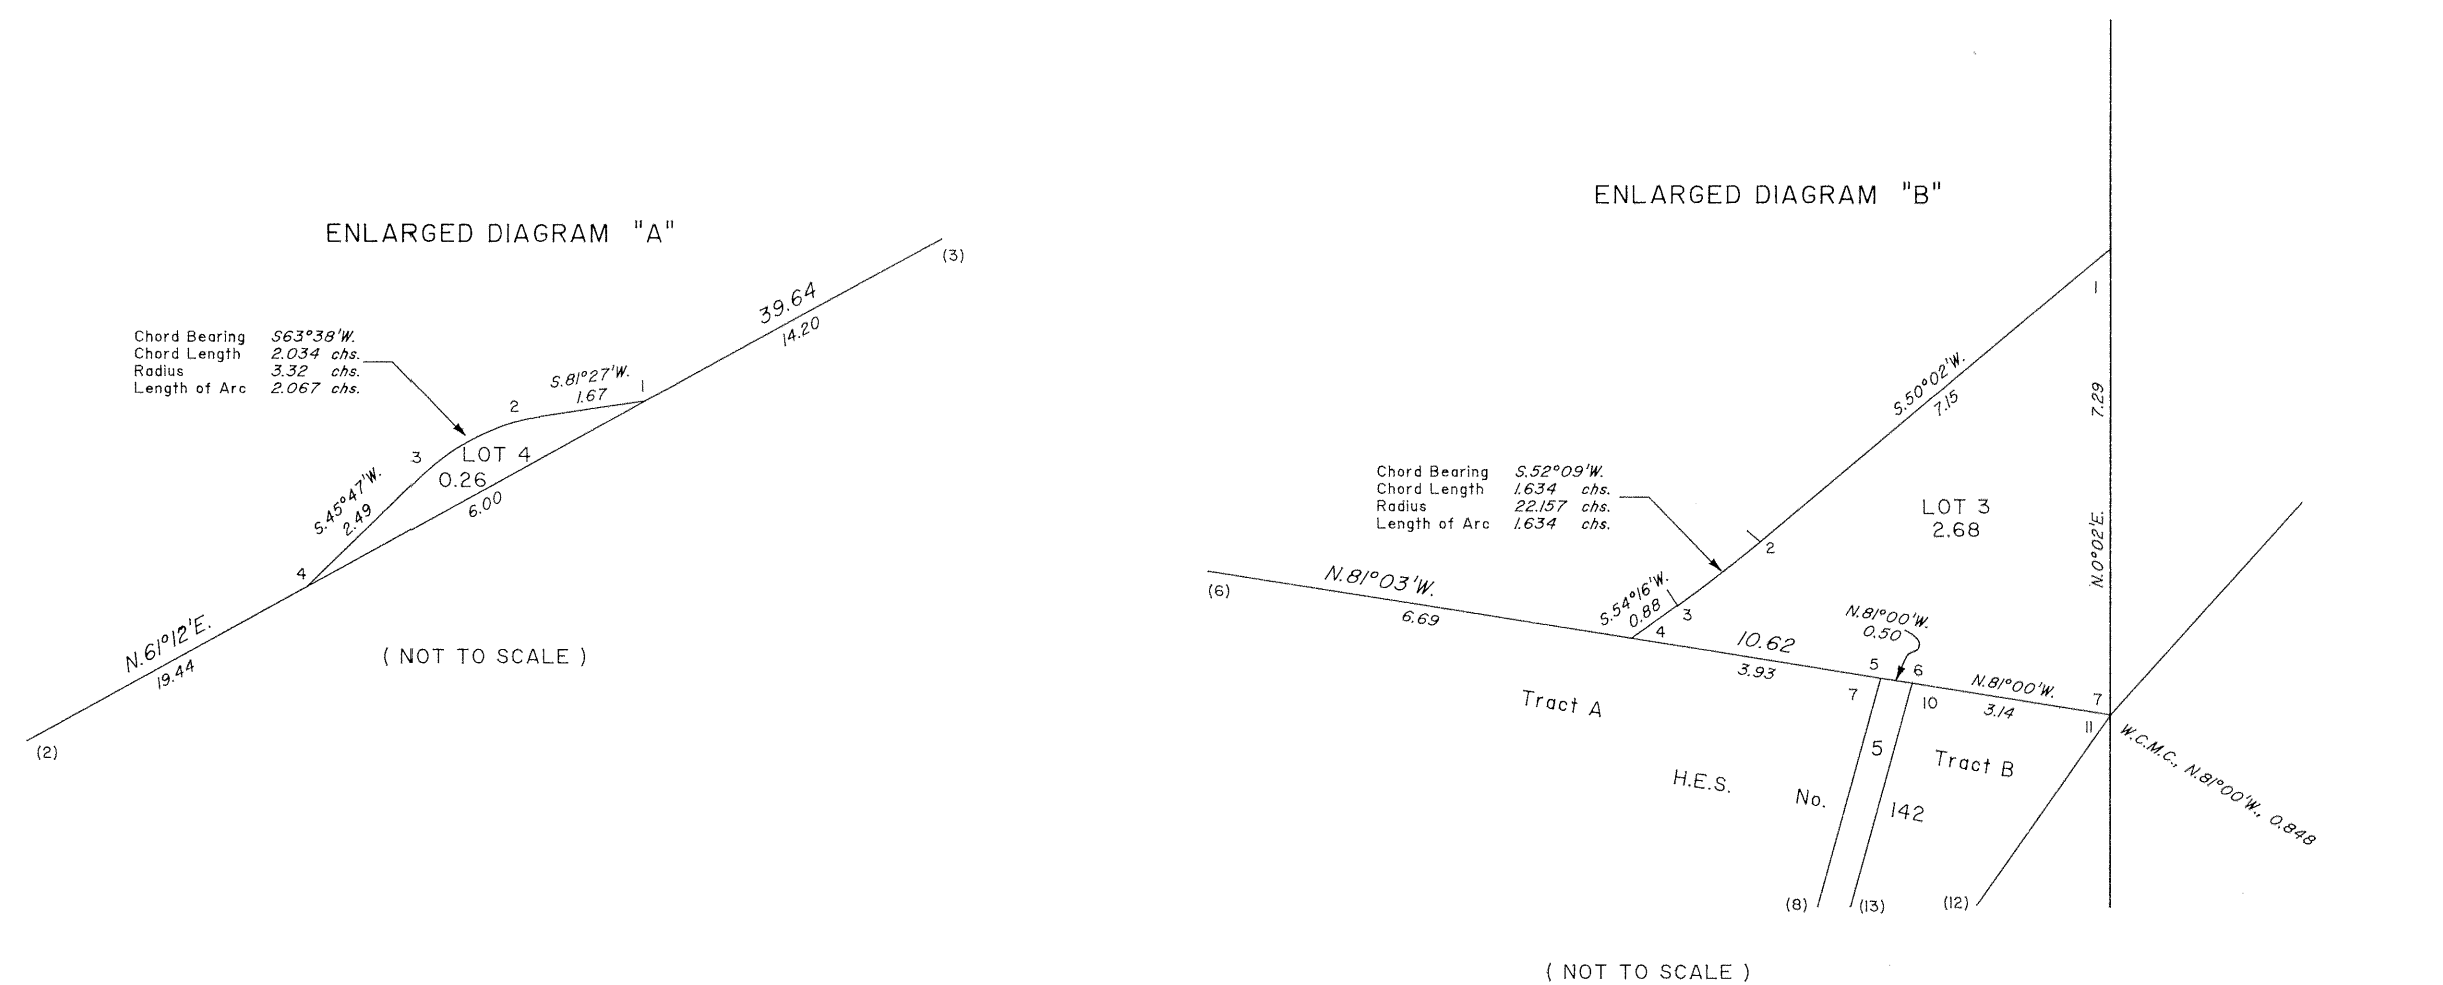 ENLARGED DIAGRAM "A"
(3)
39.64
14.20
Chord Bearing S63°38'W.
Chord Length 2.034 chs.
Radius 3.32 chs.
Length of Arc 2.067 chs.
S.81°27'W.
1.67
1
2
3
LOT 4
0.26
6.00
S.45°47'W.
2.49
4
N.61°12'E.
19.44
(2)
( NOT TO SCALE )
ENLARGED DIAGRAM "B"
1
S.50°02'W.
7.15
7.29
N.0°02'E.
Chord Bearing S.52°09'W.
Chord Length 1.634 chs.
Radius 22.157 chs.
Length of Arc 1.634 chs.
LOT 3
2.68
2
S.54°16'W.
0.88
3
4
(6)
N.81°03'W.
6.69
10.62
3.93
N.81°00'W.
0.50
5
6
7
10
N.81°00'W.
3.14
7
11
W.C.M.C., N.81°00'W., 0.848
Tract A
Tract B
5
H.E.S. No. 142
(8)
(13)
(12)
( NOT TO SCALE )